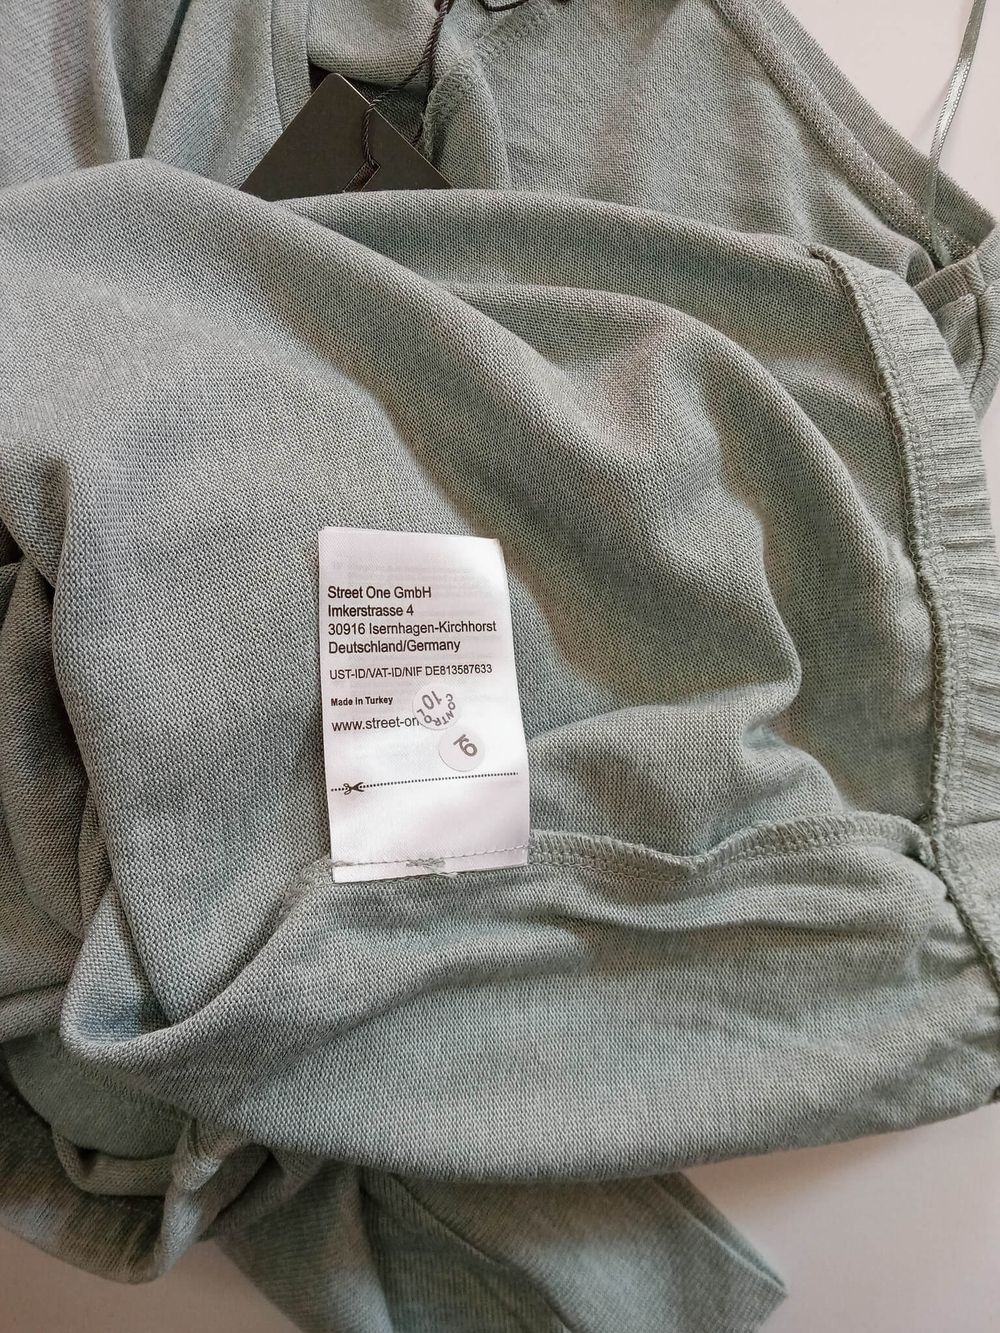 Street One GmbH
Imkerstrasse 4
30916 Isernhagen-Kirchhorst
Deutschland/Germany
UST-ID/VAT-ID/NIF DE813587633
Made in Turkey
www.street-on
CONTROL
10